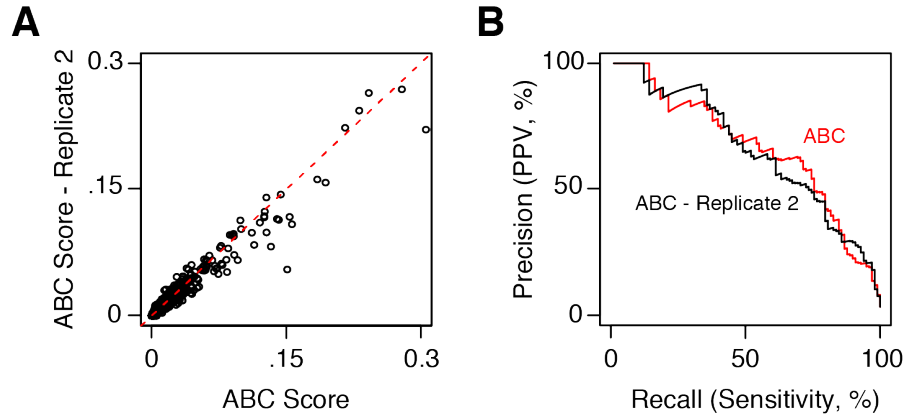 A
ABC Score - Replicate 2
0.3
.15
0
0
.15
0.3
ABC Score
B
Precision (PPV, %)
100
50
0
ABC
ABC - Replicate 2
0
50
100
Recall (Sensitivity, %)